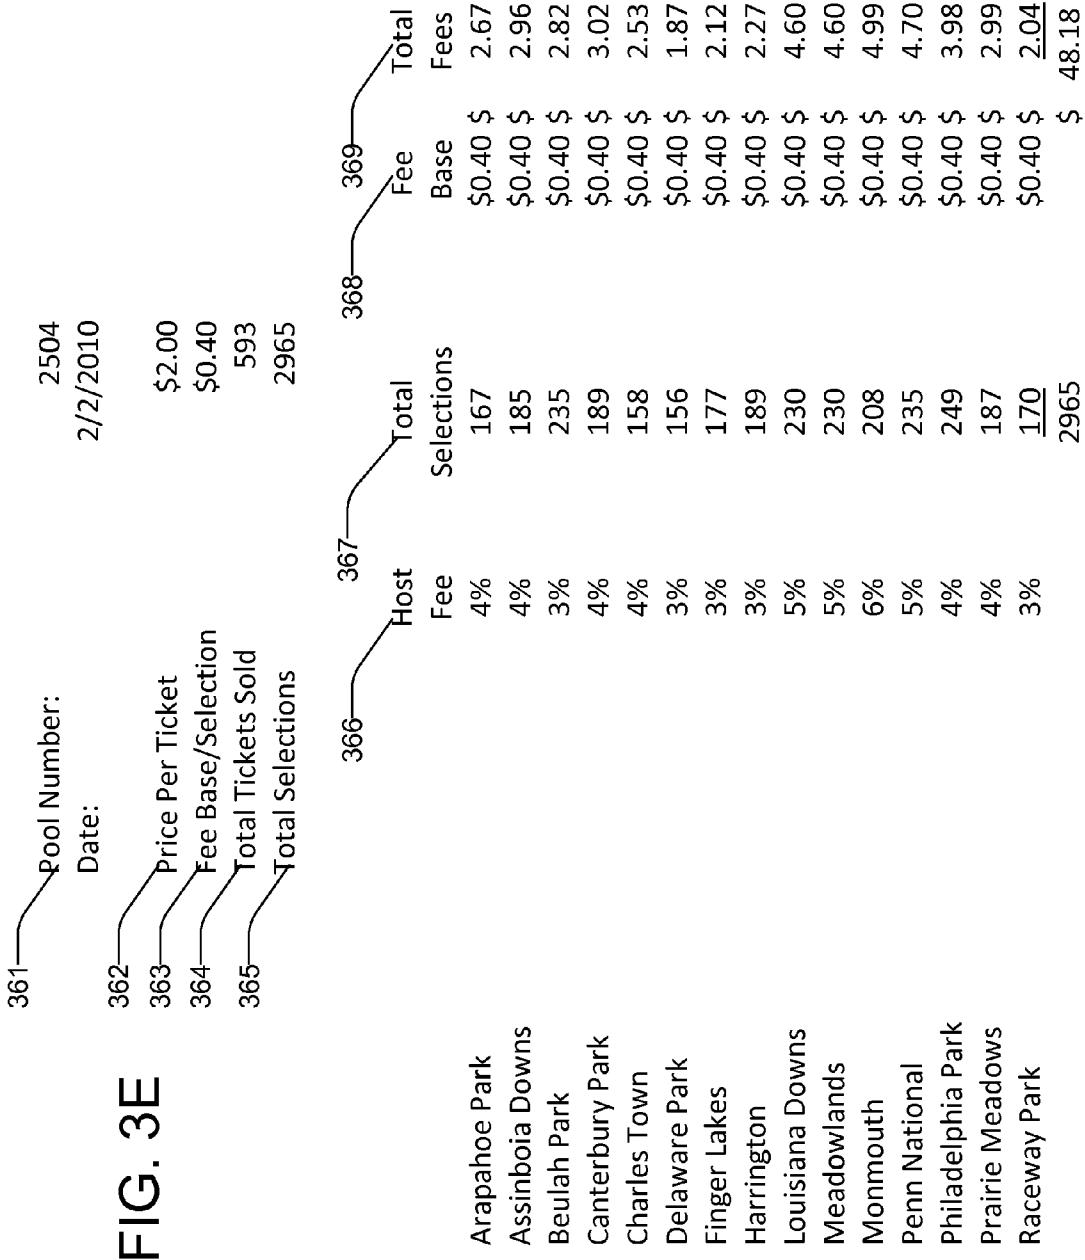 FIG. 3E
361
Pool Number: 2504
Date: 2/2/2010
362
Price Per Ticket $2.00
363
Fee Base/Selection $0.40
364
Total Tickets Sold 593
365
Total Selections 2965
366 367 368 369
Host Total Fee Total
Fee Selections Base Fees
Arapahoe Park 4% 167 $0.40 $ 2.67
Assinboia Downs 4% 185 $0.40 $ 2.96
Beulah Park 3% 235 $0.40 $ 2.82
Canterbury Park 4% 189 $0.40 $ 3.02
Charles Town 4% 158 $0.40 $ 2.53
Delaware Park 3% 156 $0.40 $ 1.87
Finger Lakes 3% 177 $0.40 $ 2.12
Harrington 3% 189 $0.40 $ 2.27
Louisiana Downs 5% 230 $0.40 $ 4.60
Meadowlands 5% 230 $0.40 $ 4.60
Monmouth 6% 208 $0.40 $ 4.99
Penn National 5% 235 $0.40 $ 4.70
Philadelphia Park 4% 249 $0.40 $ 3.98
Prairie Meadows 4% 187 $0.40 $ 2.99
Raceway Park 3% 170 $0.40 $ 2.04
2965 $ 48.18